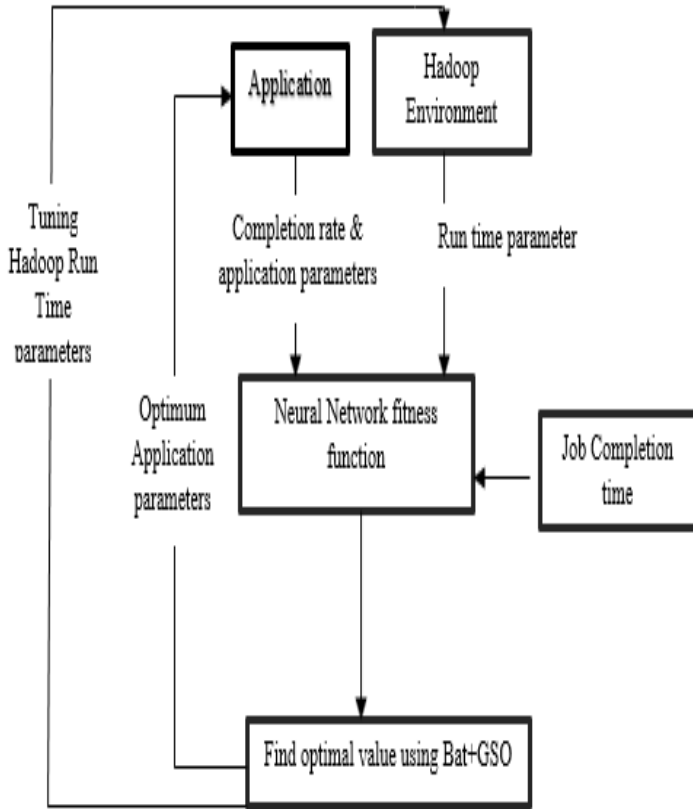 Application
Hadoop
Environment
Tuning
Hadoop Run
Time
parameters
Completion rate &
application parameters
Run time parameter
Optimum
Application
parameters
Neural Network fitness
function
Job Completion
time
Find optimal value using Bat+GSO